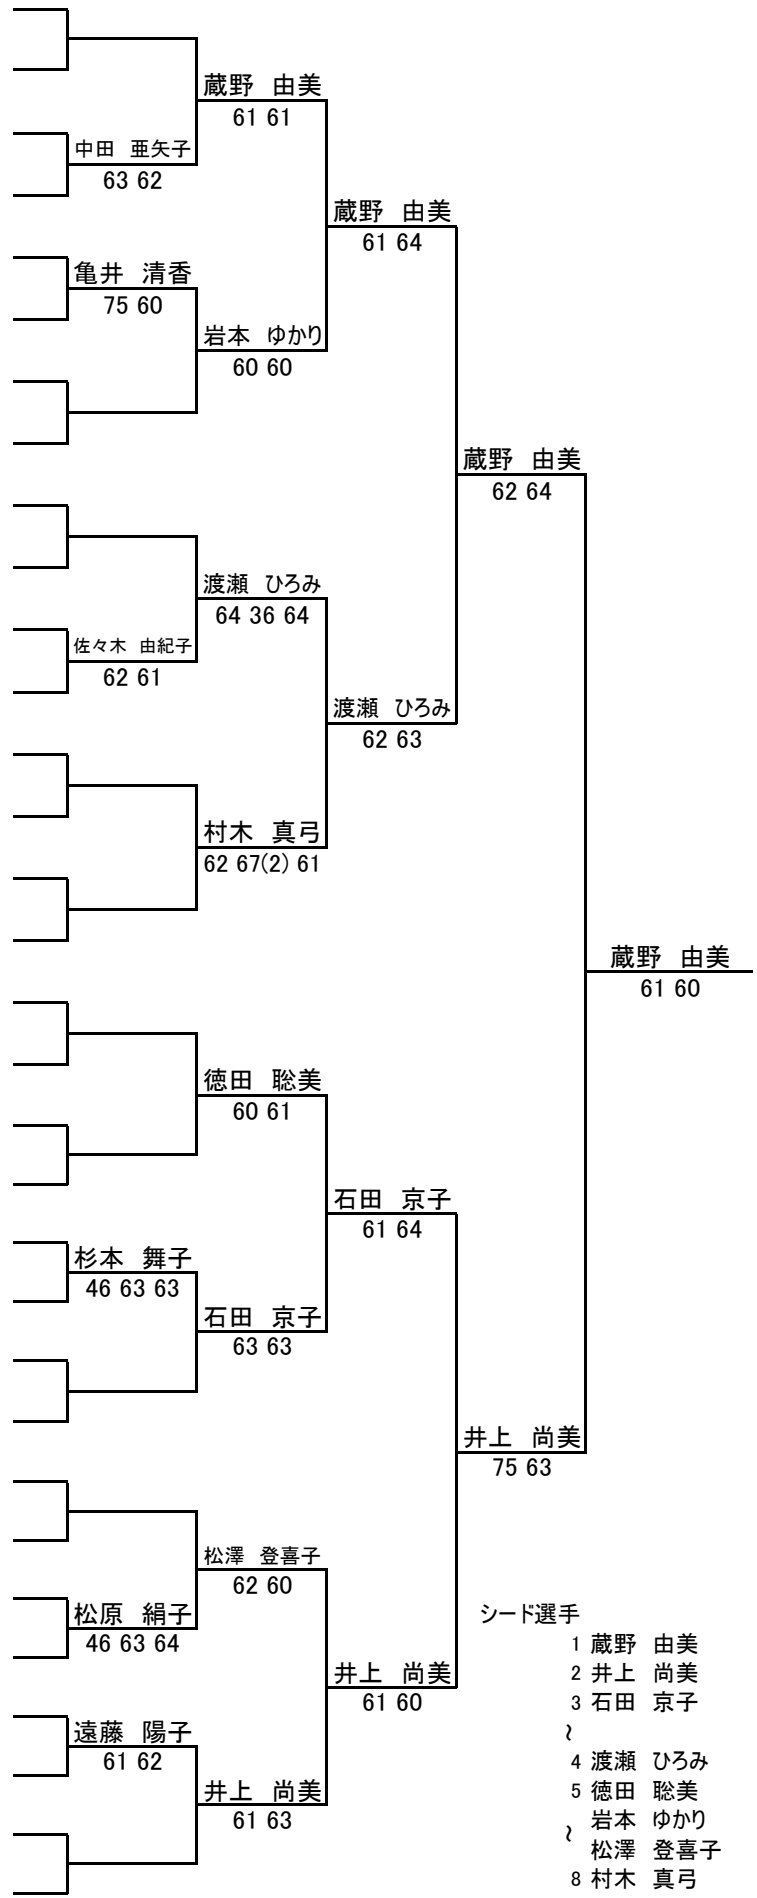 蔵野　由美
61 61
中田　亜矢子
63 62
蔵野　由美
61 64
亀井　清香
75 60
岩本　ゆかり
60 60
蔵野　由美
62 64
渡瀬　ひろみ
64 36 64
佐々木　由紀子
62 61
渡瀬　ひろみ
62 63
村木　真弓
62 67(2) 61
蔵野　由美
61 60
徳田　聡美
60 61
石田　京子
61 64
杉本　舞子
46 63 63
石田　京子
63 63
井上　尚美
75 63
松澤　登喜子
62 60
松原　絹子
46 63 64
井上　尚美
61 60
遠藤　陽子
61 62
井上　尚美
61 63
シード選手
1 蔵野　由美
2 井上　尚美
3 石田　京子
～
4 渡瀬　ひろみ
5 徳田　聡美
岩本　ゆかり
～
松澤　登喜子
8 村木　真弓